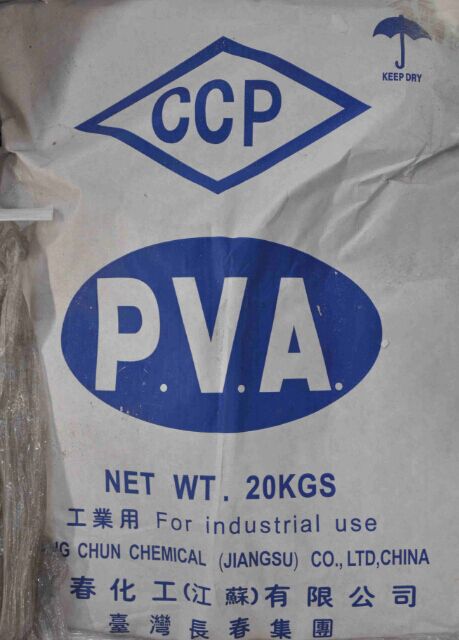 KEEP DRY
CCP
P.V.A.
NET WT. 20KGS
工業用 For industrial use
NG CHUN CHEMICAL (JIANGSU) CO., LTD,CHINA
春化工(江蘇)有限公司
臺灣長春集團